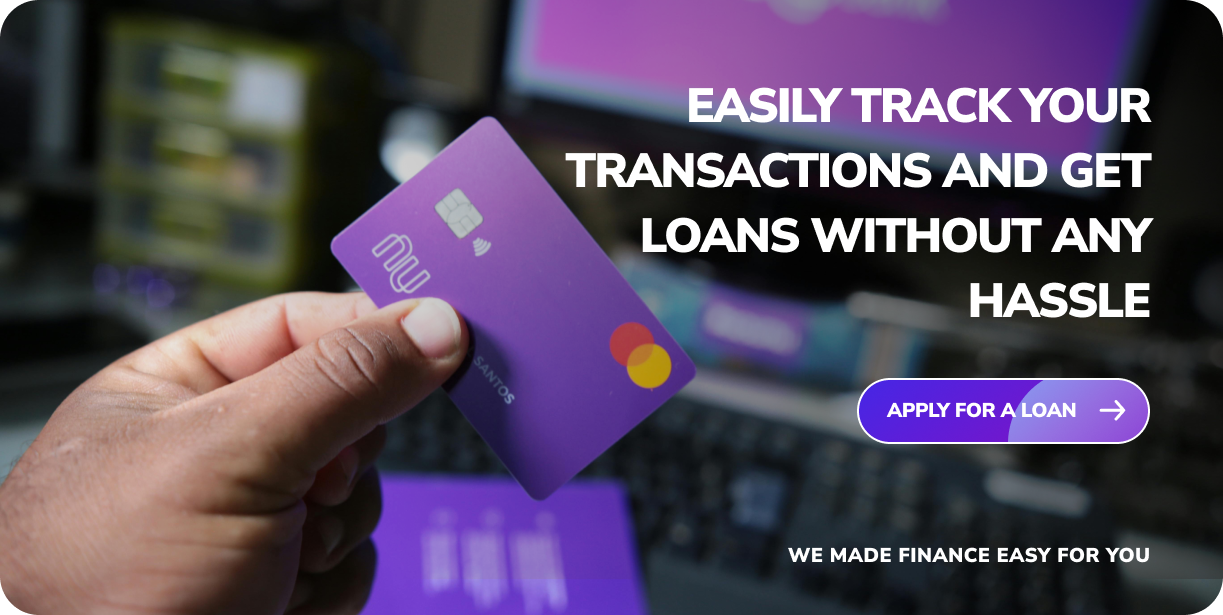 EASILY TRACK YOUR
TRANSACTIONS AND GET
LOANS WITHOUT ANY
HASSLE
nu
SANTOS
APPLY FOR A LOAN
WE MADE FINANCE EASY FOR YOU